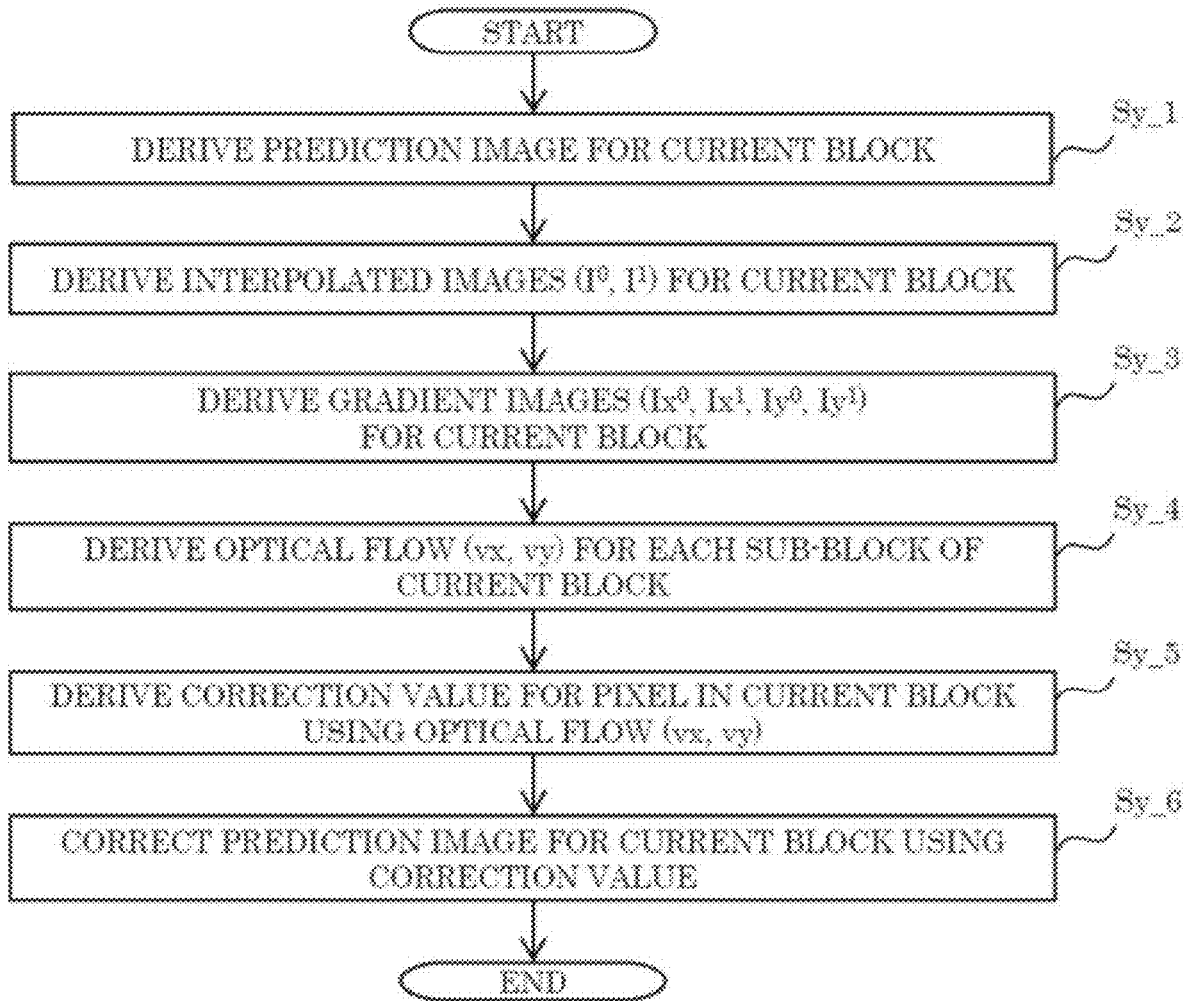 START
DERIVE PREDICTION IMAGE FOR CURRENT BLOCK
Sy_1
DERIVE INTERPOLATED IMAGES (I⁰, I¹) FOR CURRENT BLOCK
Sy_2
DERIVE GRADIENT IMAGES (Ix⁰, Ix¹, Iy⁰, Iy¹)
FOR CURRENT BLOCK
Sy_3
DERIVE OPTICAL FLOW (vx, vy) FOR EACH SUB-BLOCK OF
CURRENT BLOCK
Sy_4
DERIVE CORRECTION VALUE FOR PIXEL IN CURRENT BLOCK
USING OPTICAL FLOW (vx, vy)
Sy_5
CORRECT PREDICTION IMAGE FOR CURRENT BLOCK USING
CORRECTION VALUE
Sy_6
END